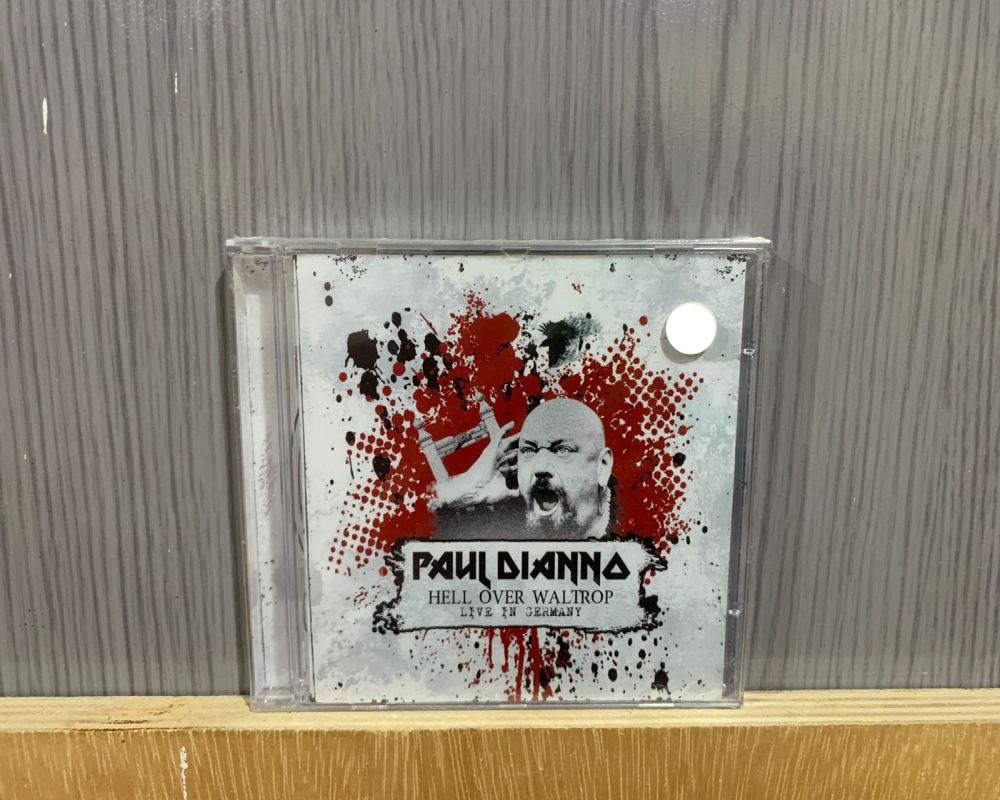 PAUL DIANNO
HELL OVER WALTROP
LIVE IN GERMANY